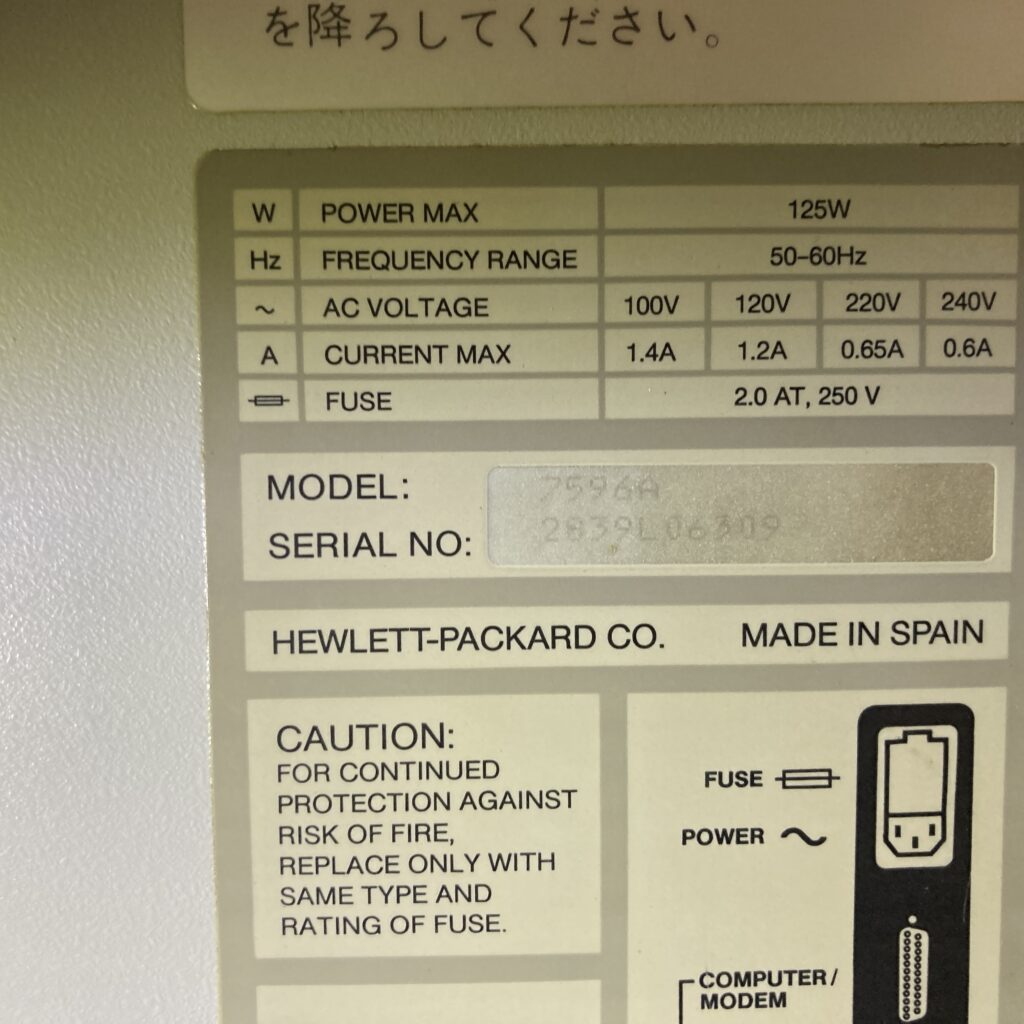 を降ろしてください。
W POWER MAX 125W
Hz FREQUENCY RANGE 50-60Hz
~ AC VOLTAGE 100V 120V 220V 240V
A CURRENT MAX 1.4A 1.2A 0.65A 0.6A
FUSE 2.0 AT, 250 V
MODEL: 7596A
SERIAL NO: 2839L06309
HEWLETT-PACKARD CO. MADE IN SPAIN
CAUTION:
FOR CONTINUED
PROTECTION AGAINST
RISK OF FIRE,
REPLACE ONLY WITH
SAME TYPE AND
RATING OF FUSE.
FUSE
POWER ~
COMPUTER/
MODEM